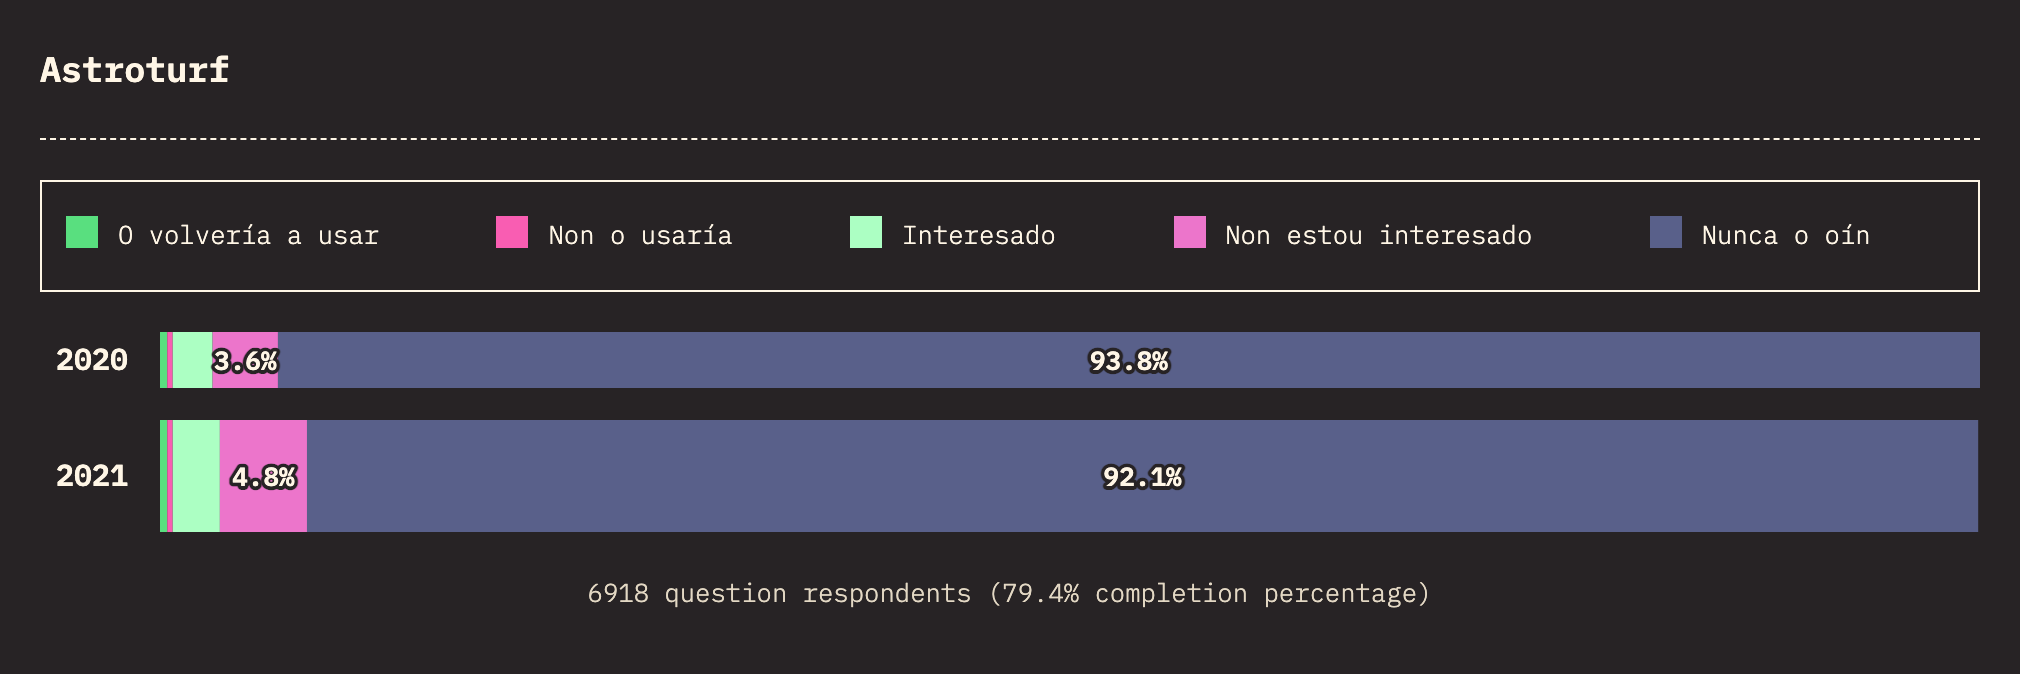 Astroturf
O volvería a usar Non o usaría Interesado Non estou interesado Nunca o oín
2020 3.6% 93.8%
2021 4.8% 92.1%
6918 question respondents (79.4% completion percentage)